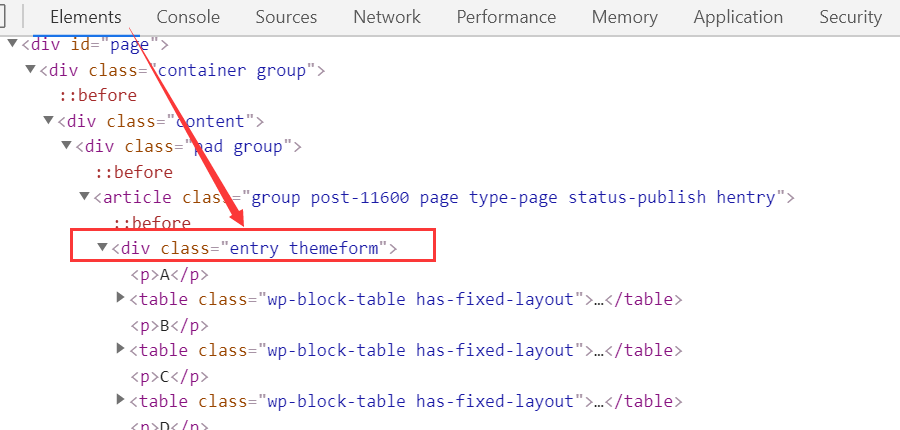 Elements Console Sources Network Performance Memory Application Security
▼<div id="page">
▼<div class="container group">
::before
▼<div class="content">
▼<div class="pad group">
::before
▼<article class="group post-11600 page type-page status-publish hentry">
::before
▼<div class="entry themeform">
<p>A</p>
▶<table class="wp-block-table has-fixed-layout">…</table>
<p>B</p>
▶<table class="wp-block-table has-fixed-layout">…</table>
<p>C</p>
▶<table class="wp-block-table has-fixed-layout">…</table>
<p>D</p>